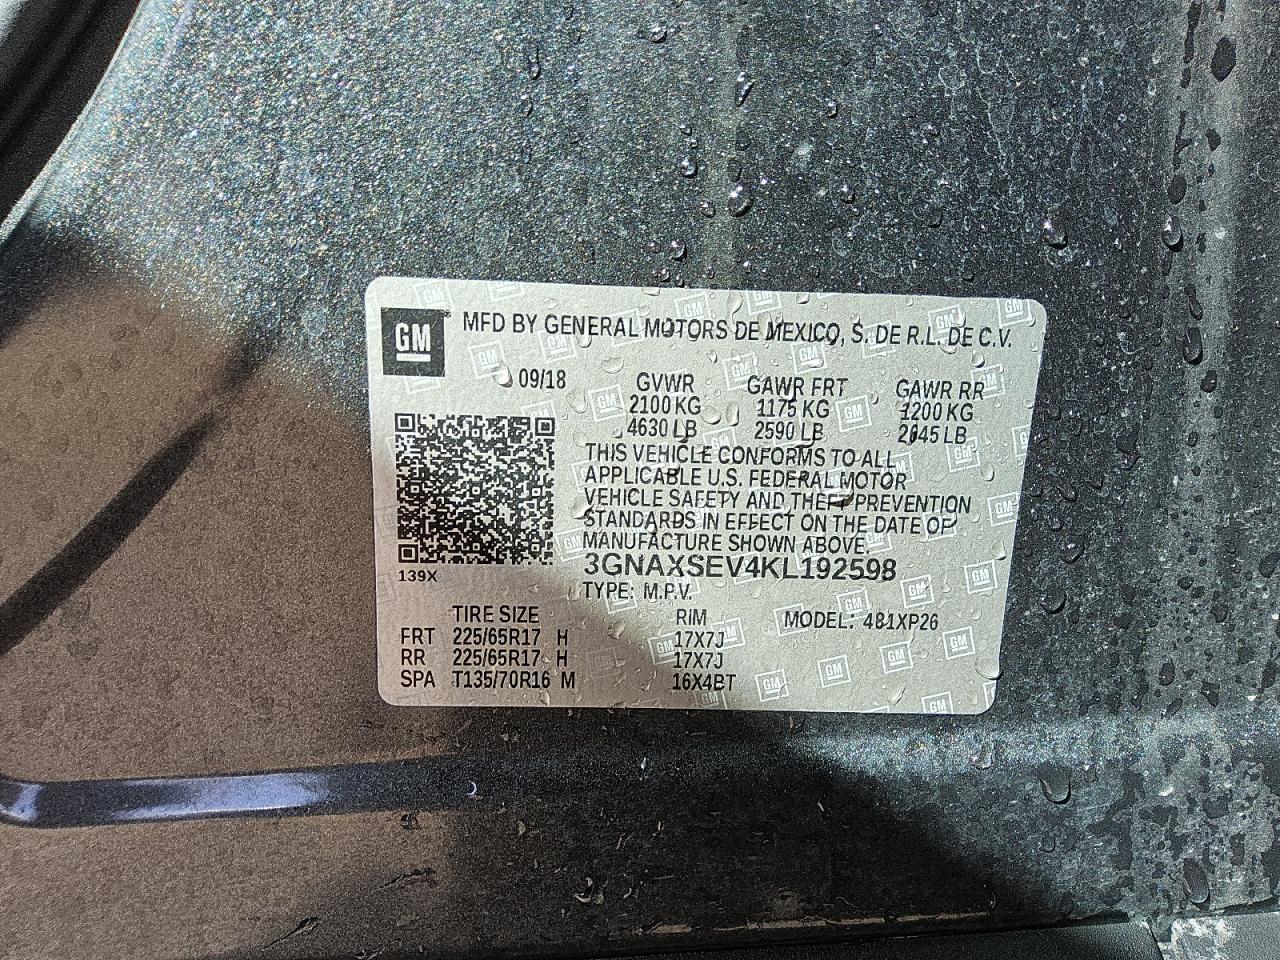 GM MFD BY GENERAL MOTORS DE MEXICO, S. DE R.L. DE C.V.
09/18 GVWR GAWR FRT GAWR RR
2100 KG 1175 KG 1200 KG
4630 LB 2590 LB 2645 LB
THIS VEHICLE CONFORMS TO ALL
APPLICABLE U.S. FEDERAL MOTOR
VEHICLE SAFETY AND THEFT PREVENTION
STANDARDS IN EFFECT ON THE DATE OF
MANUFACTURE SHOWN ABOVE.
3GNAXSEV4KL192598
139X
TYPE: M.P.V.
TIRE SIZE RIM MODEL: 481XP26
FRT 225/65R17 H 17X7J
RR 225/65R17 H 17X7J
SPA T135/70R16 M 16X4BT